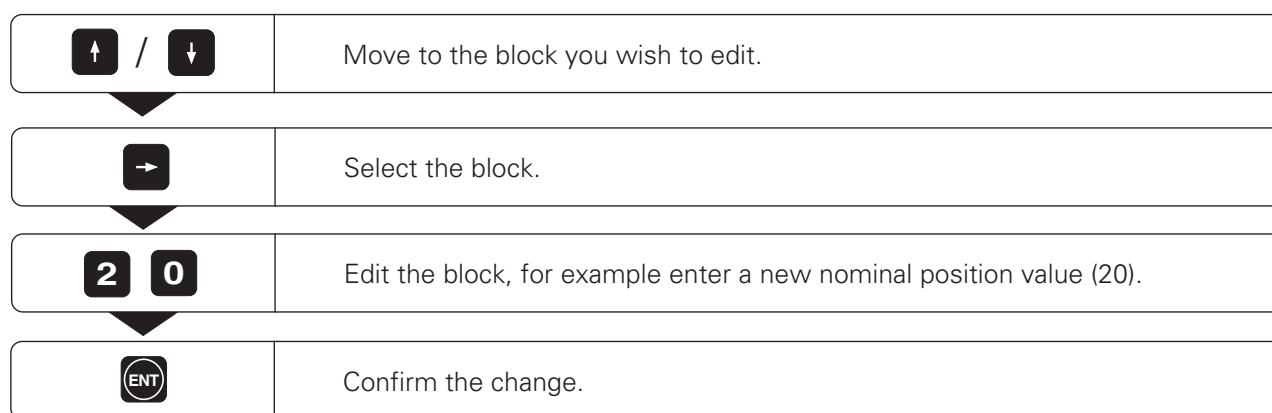 / Move to the block you wish to edit.
Select the block.
2 0 Edit the block, for example enter a new nominal position value (20).
ENT Confirm the change.